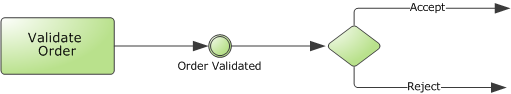 Validate
Order
Order Validated
Accept
Reject